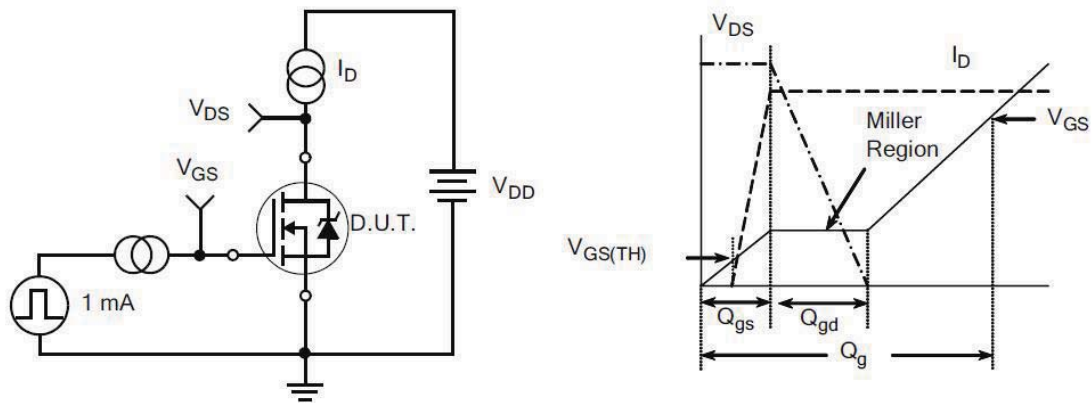 I_D
V_DS
V_GS
D.U.T.
V_DD
1 mA
V_DS
I_D
Miller
Region
V_GS
V_GS(TH)
Q_gs
Q_gd
Q_g